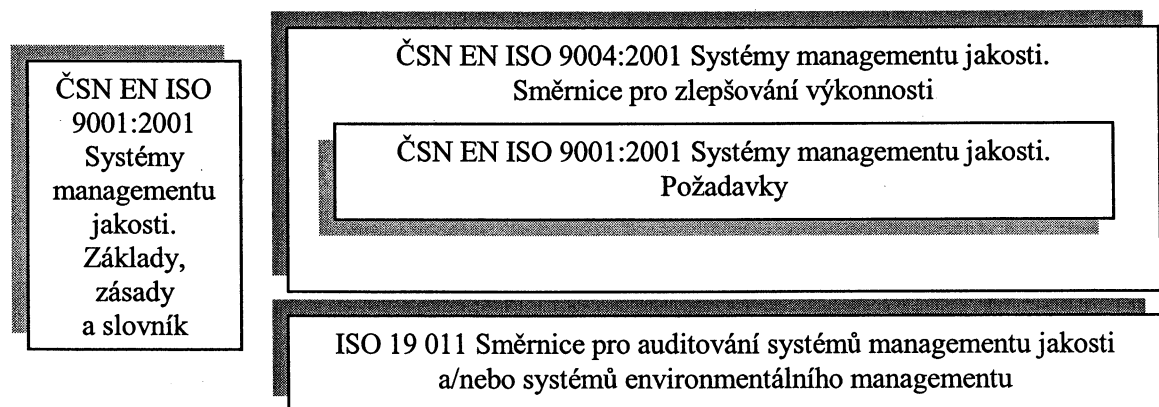 ČSN EN ISO
9001:2001
Systémy
managementu
jakosti.
Základy,
zásady
a slovník
ČSN EN ISO 9004:2001 Systémy managementu jakosti.
Směrnice pro zlepšování výkonnosti
ČSN EN ISO 9001:2001 Systémy managementu jakosti.
Požadavky
ISO 19 011 Směrnice pro auditování systémů managementu jakosti
a/nebo systémů environmentálního managementu